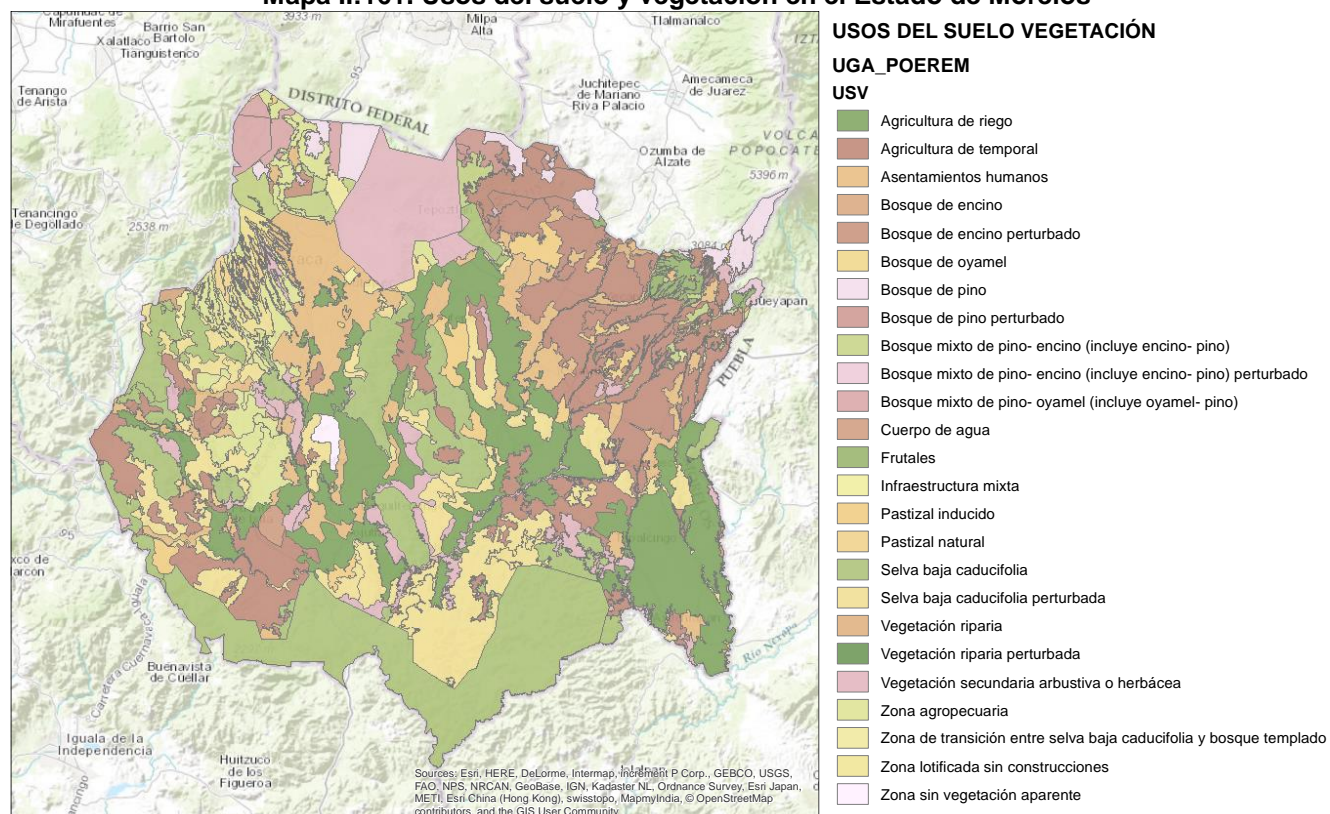 Mapa II.101. Usos del suelo y vegetación en el Estado de Morelos
Mirafuentes
Barrio San
Bartolo
Xalatlaco
Tianguistenco
3933 m
Milpa
Alta
Tlalmanalco
Tenango
de Arista
95
DISTRITO FEDERAL
Juchitepec
de Mariano
Riva Palacio
Amecameca
de Juarez
Ozumba de
Alzate
5396 m
Tenancingo
de Degollado
2538 m
3084 m
PUEBLA
95
Buenavista
de Cuéllar
Iguala de la
Independencia
Huitzuco
de los
Figueroa
Carretera Cuernavaca Iguala
Sources: Esri, HERE, DeLorme, Intermap, increment P Corp., GEBCO, USGS,
FAO, NPS, NRCAN, GeoBase, IGN, Kadaster NL, Ordnance Survey, Esri Japan,
METI, Esri China (Hong Kong), swisstopo, MapmyIndia, © OpenStreetMap
contributors, and the GIS User Community
USOS DEL SUELO VEGETACIÓN
UGA_POEREM
USV
Agricultura de riego
Agricultura de temporal
Asentamientos humanos
Bosque de encino
Bosque de encino perturbado
Bosque de oyamel
Bosque de pino
Bosque de pino perturbado
Bosque mixto de pino- encino (incluye encino- pino)
Bosque mixto de pino- encino (incluye encino- pino) perturbado
Bosque mixto de pino- oyamel (incluye oyamel- pino)
Cuerpo de agua
Frutales
Infraestructura mixta
Pastizal inducido
Pastizal natural
Selva baja caducifolia
Selva baja caducifolia perturbada
Vegetación riparia
Vegetación riparia perturbada
Vegetación secundaria arbustiva o herbácea
Zona agropecuaria
Zona de transición entre selva baja caducifolia y bosque templado
Zona lotificada sin construcciones
Zona sin vegetación aparente